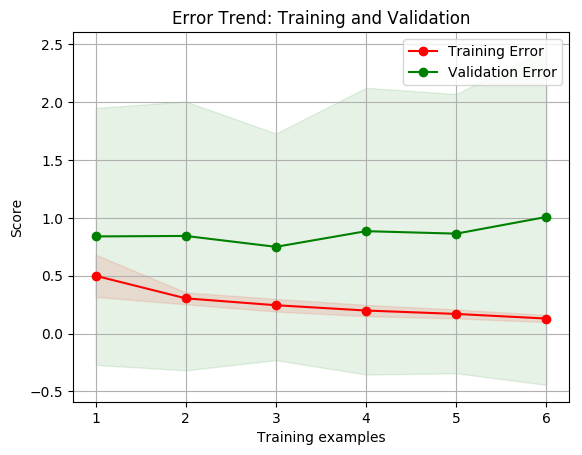 Error Trend: Training and Validation
Training Error
Validation Error
2.5
2.0
1.5
1.0
0.5
0.0
−0.5
Score
1 2 3 4 5 6
Training examples